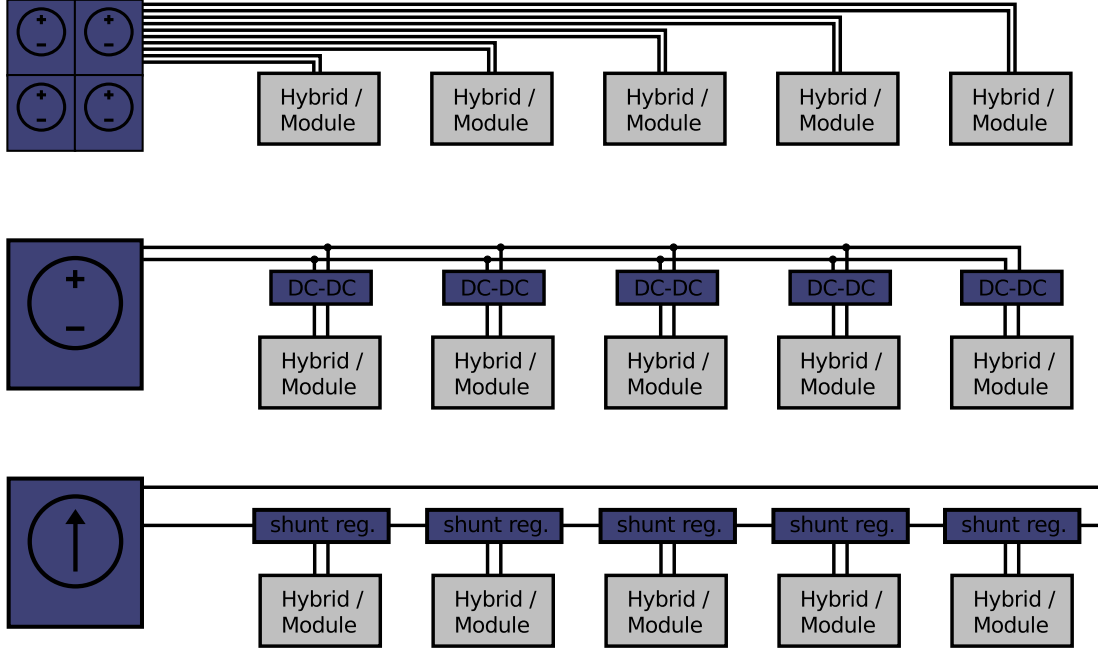 + +
− −
+ +
− −
Hybrid / Hybrid / Hybrid / Hybrid / Hybrid /
Module Module Module Module Module
+
−
DC-DC DC-DC DC-DC DC-DC DC-DC
Hybrid / Hybrid / Hybrid / Hybrid / Hybrid /
Module Module Module Module Module
shunt reg. shunt reg. shunt reg. shunt reg. shunt reg.
Hybrid / Hybrid / Hybrid / Hybrid / Hybrid /
Module Module Module Module Module